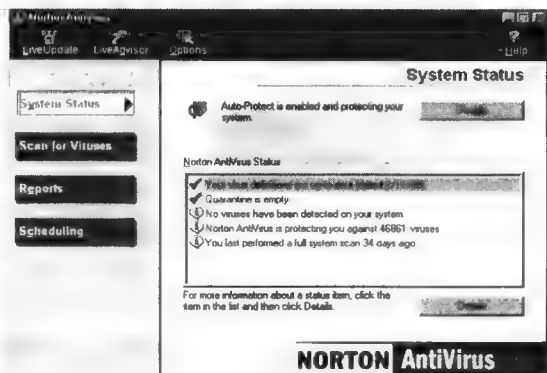 Norton AntiVirus
LiveUpdate LiveAdvisor Options Help
System Status
System Status
Auto-Protect is enabled and protecting your
system.
Scan for Viruses
Reports
Scheduling
Norton AntiVirus Status
Quarantine is empty
No viruses have been detected on your system
Norton AntiVirus is protecting you against 46861 viruses
You last performed a full system scan 34 days ago
For more information about a status item, click the
item in the list and then click Details.
NORTON AntiVirus